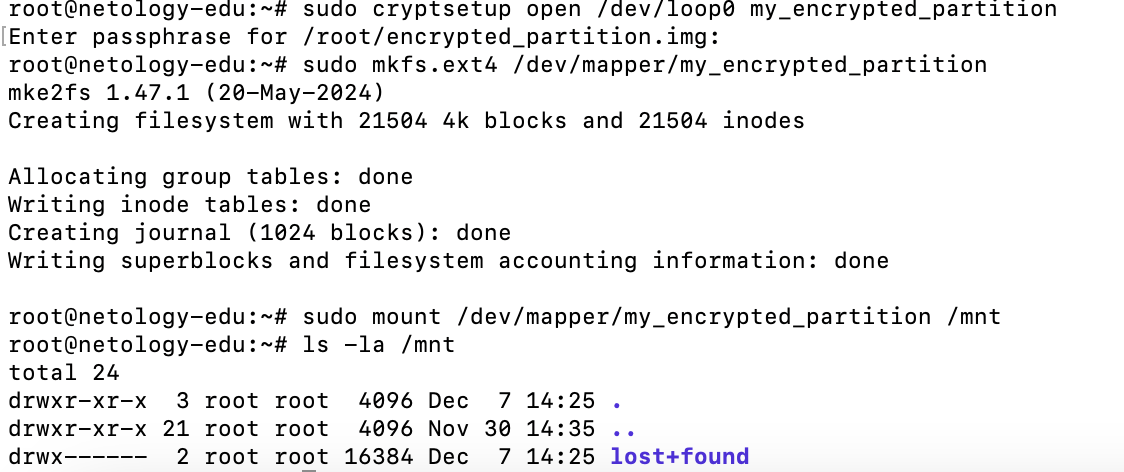 root@netology-edu:~# sudo cryptsetup open /dev/loop0 my_encrypted_partition
[Enter passphrase for /root/encrypted_partition.img:
root@netology-edu:~# sudo mkfs.ext4 /dev/mapper/my_encrypted_partition
mke2fs 1.47.1 (20-May-2024)
Creating filesystem with 21504 4k blocks and 21504 inodes

Allocating group tables: done
Writing inode tables: done
Creating journal (1024 blocks): done
Writing superblocks and filesystem accounting information: done

root@netology-edu:~# sudo mount /dev/mapper/my_encrypted_partition /mnt
root@netology-edu:~# ls -la /mnt
total 24
drwxr-xr-x  3 root root  4096 Dec  7 14:25 .
drwxr-xr-x 21 root root  4096 Nov 30 14:35 ..
drwx------  2 root root 16384 Dec  7 14:25 lost+found